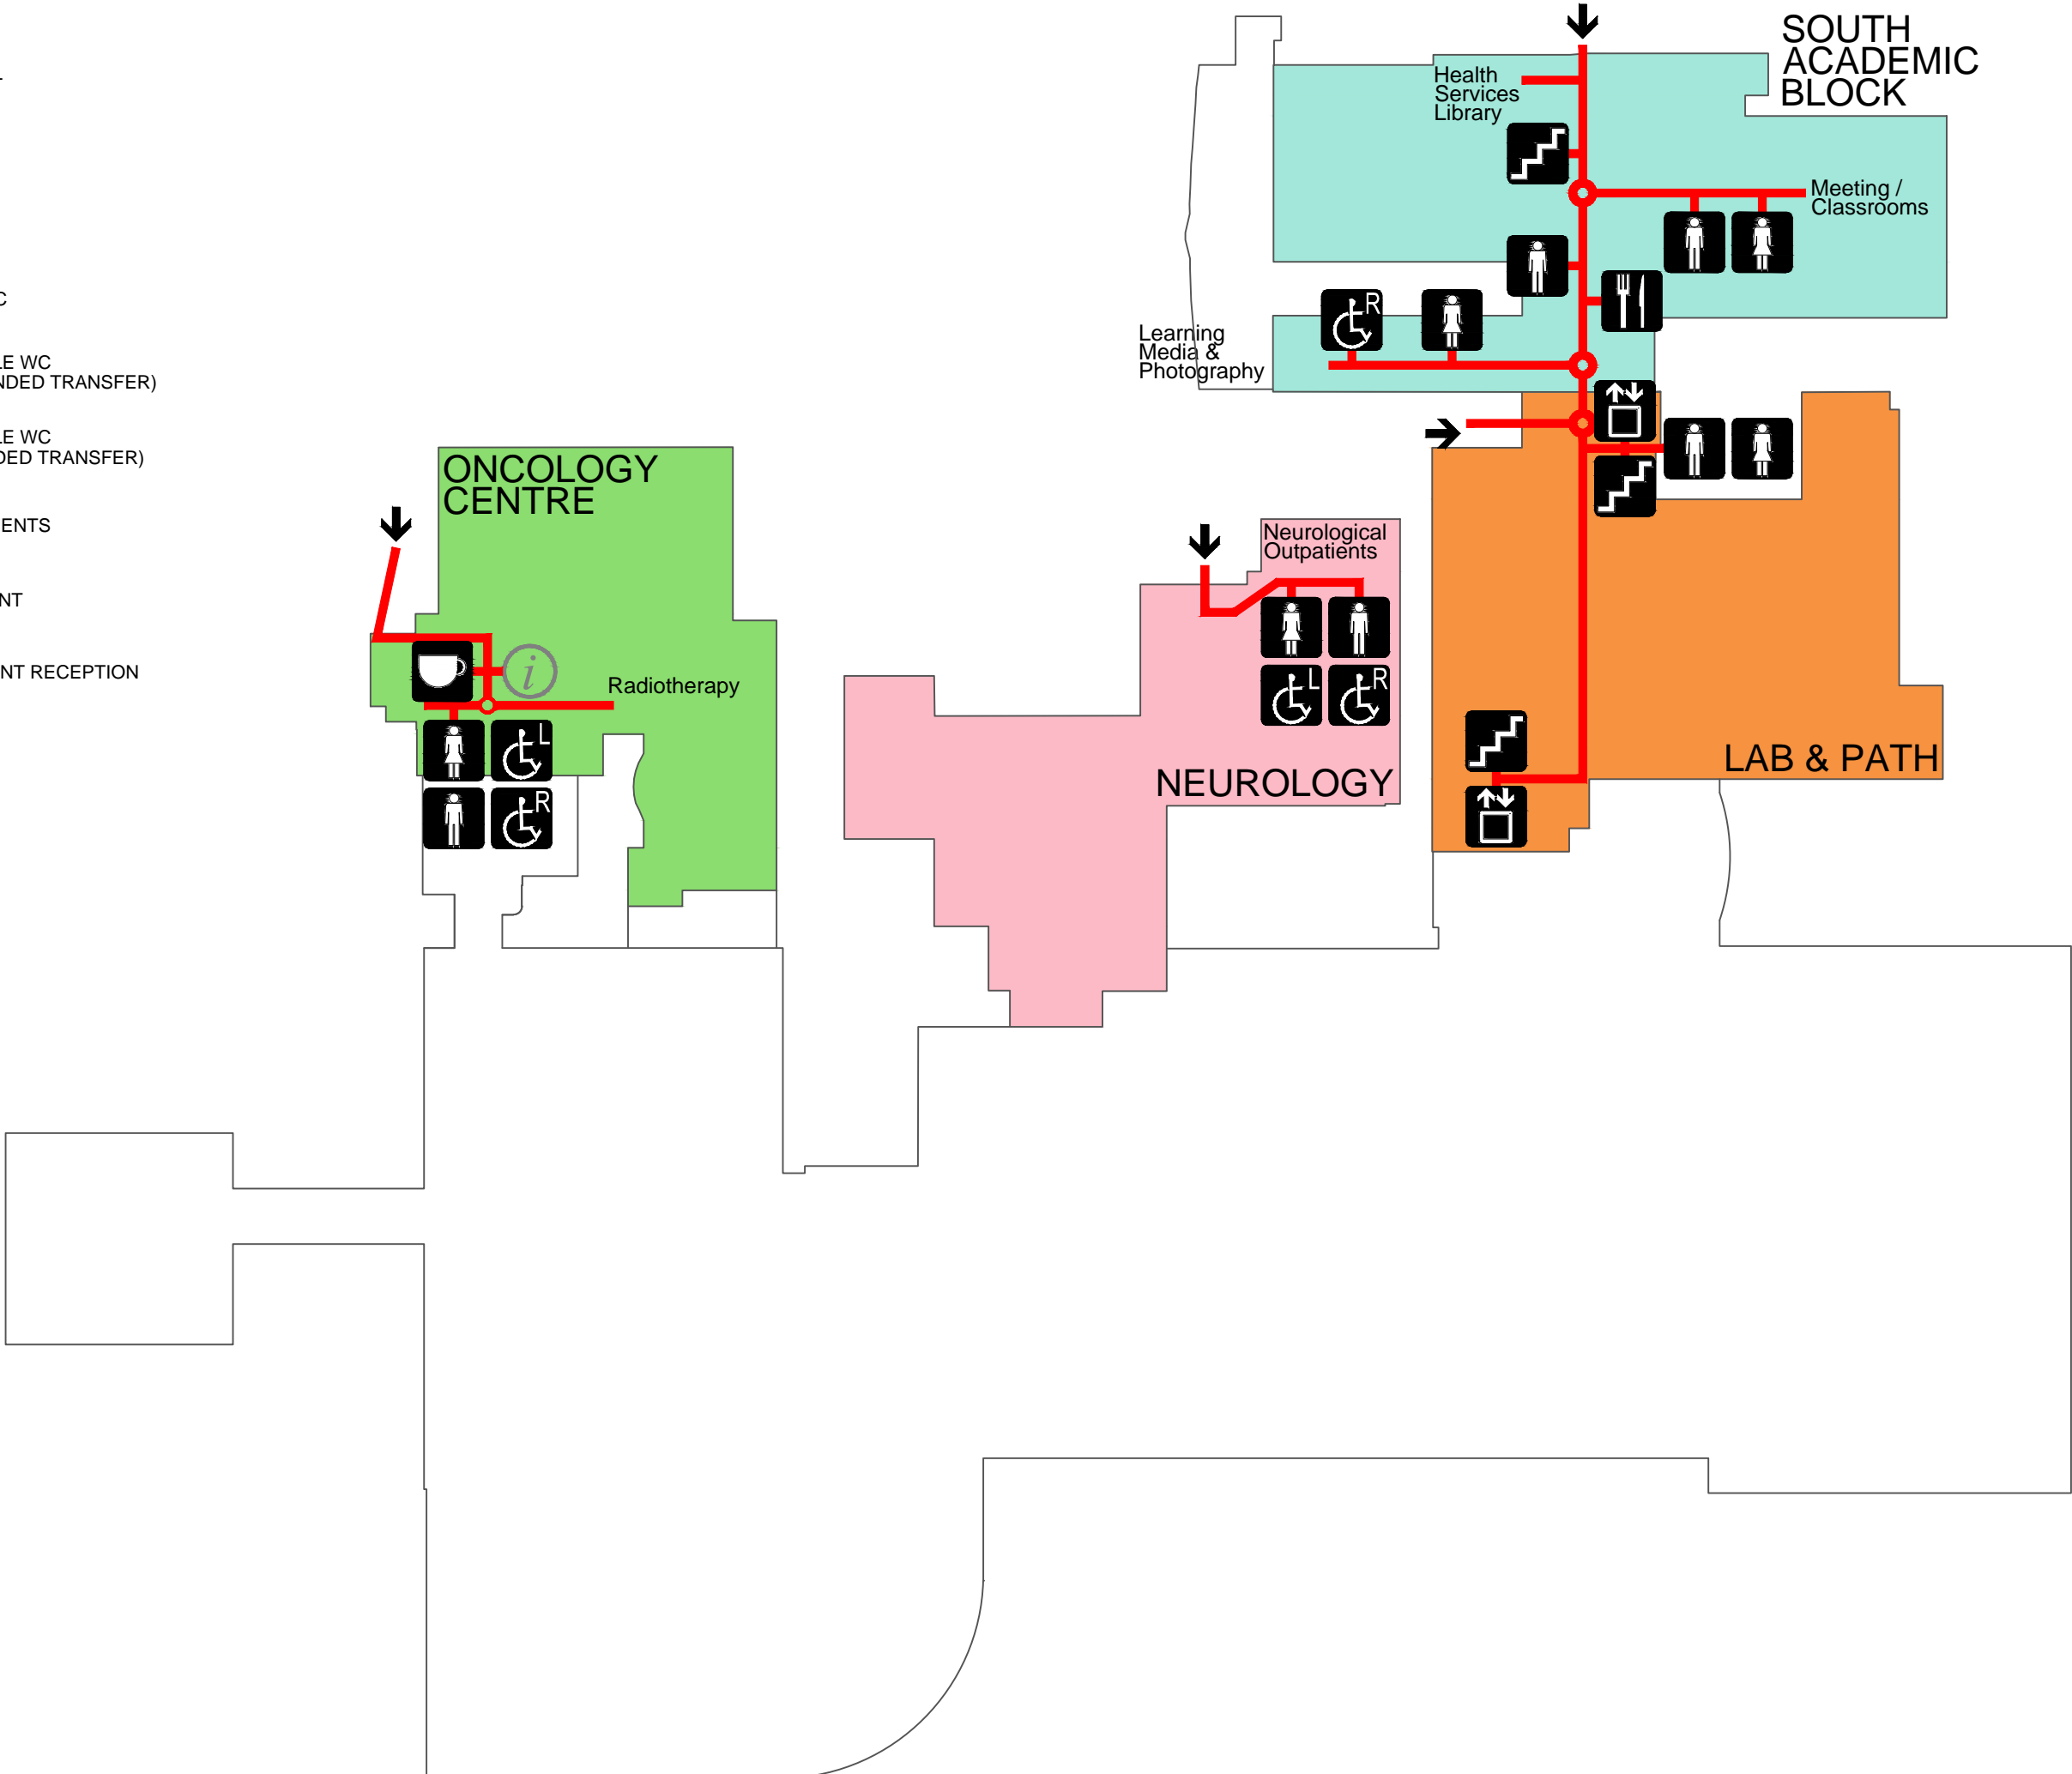 SOUTH
ACADEMIC
BLOCK
Health
Services
Library
Meeting /
Classrooms
R
Learning
Media &
Photography
LE WC
NDED TRANSFER)
LE WC
DED TRANSFER)
ENTS
NT
NT RECEPTION
ONCOLOGY
CENTRE
i
Radiotherapy
L
R
Neurological
Outpatients
L R
NEUROLOGY
LAB & PATH